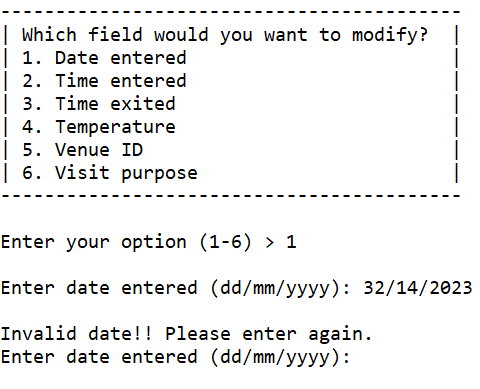 ------------------------------------------
| Which field would you want to modify?  |
| 1. Date entered                        |
| 2. Time entered                        |
| 3. Time exited                         |
| 4. Temperature                         |
| 5. Venue ID                            |
| 6. Visit purpose                       |
------------------------------------------
Enter your option (1-6) > 1
Enter date entered (dd/mm/yyyy): 32/14/2023
Invalid date!! Please enter again.
Enter date entered (dd/mm/yyyy):